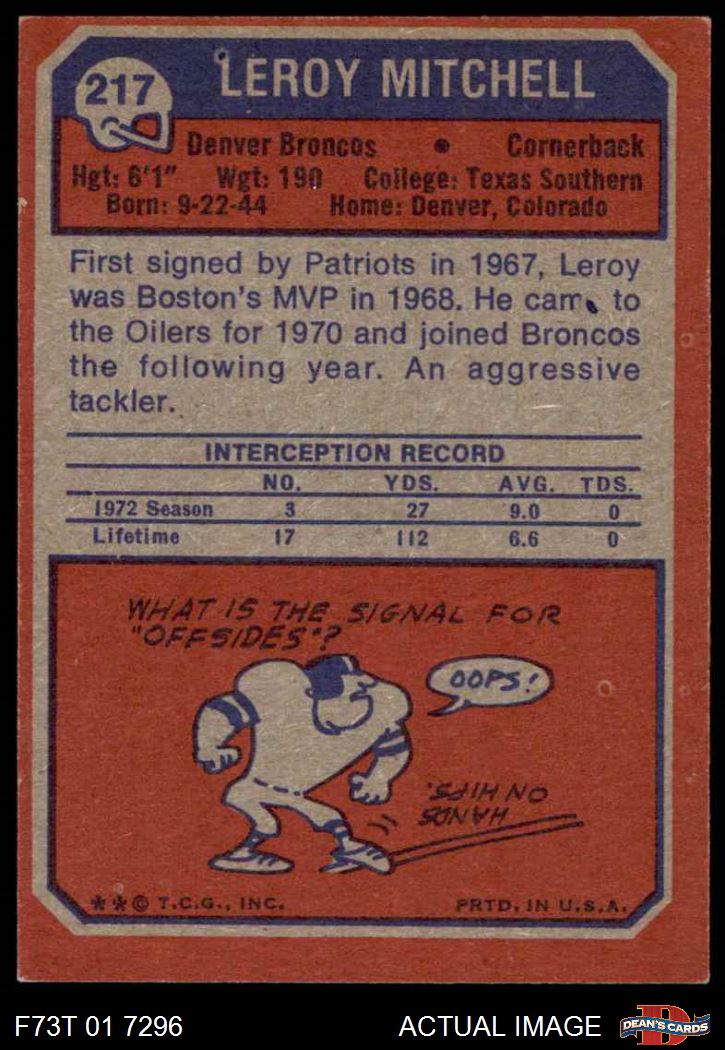 217
LEROY MITCHELL
Denver Broncos • Cornerback
Hgt: 6'1" Wgt: 190 College: Texas Southern
Born: 9-22-44 Home: Denver, Colorado
First signed by Patriots in 1967, Leroy
was Boston's MVP in 1968. He cam to
the Oilers for 1970 and joined Broncos
the following year. An aggressive
tackler.
INTERCEPTION RECORD
NO. YDS. AVG. TDS.
1972 Season 3 27 9.0 0
Lifetime 17 112 6.6 0
WHAT IS THE SIGNAL FOR
"OFFSIDES"?
OOPS!
HANDS
ON HIPS.
**© T.C.G., INC. PRTD. IN U.S.A.
F73T 01 7296 ACTUAL IMAGE
D
DEAN'S CARDS